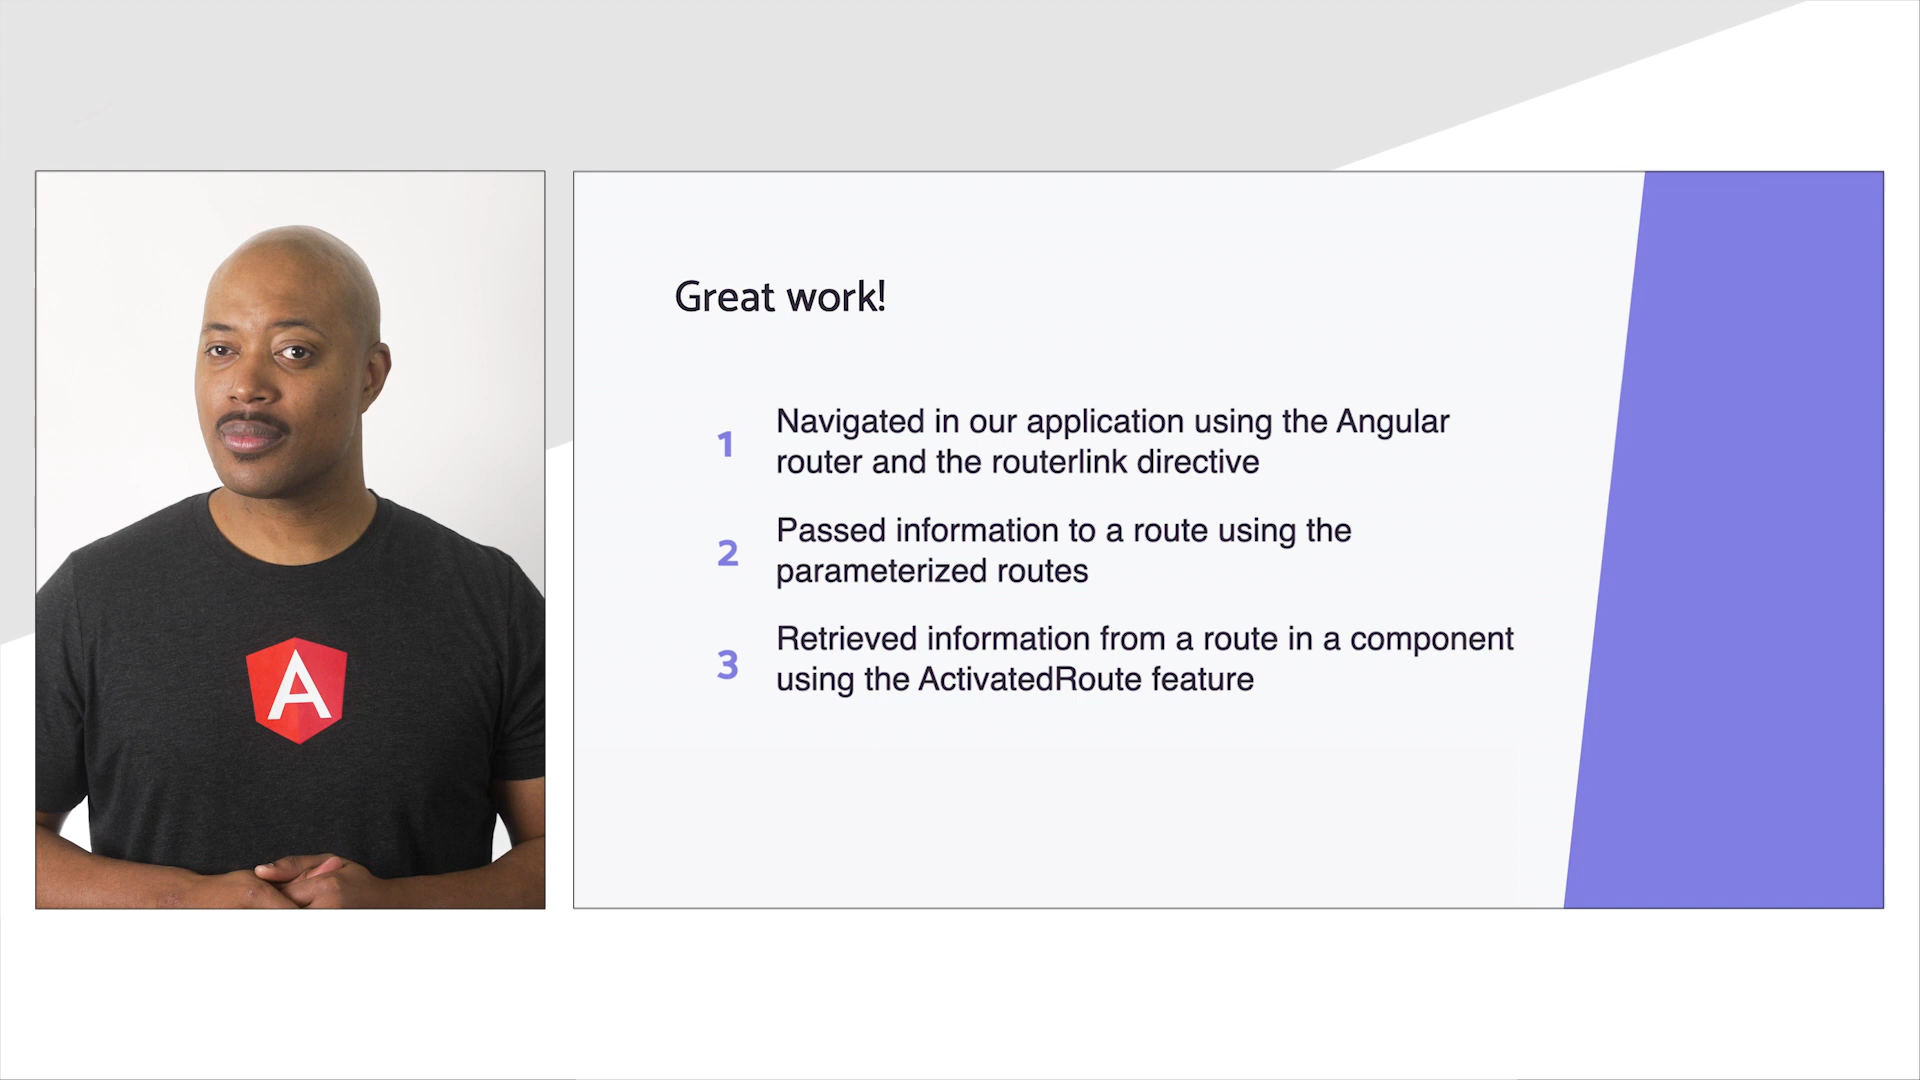 Great work!
1
Navigated in our application using the Angular
router and the routerlink directive
2
Passed information to a route using the
parameterized routes
3
Retrieved information from a route in a component
using the ActivatedRoute feature
A